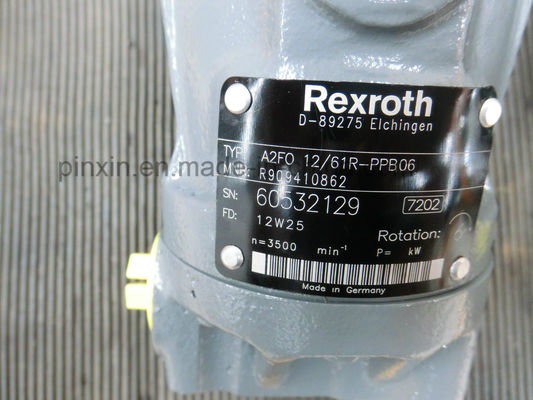 Rexroth
D-89275 Elchingen
TYP: A2FO 12/61R-PPB06
R909410862
SN: 60532129 7202
FD: 12W25
n=3500 min⁻¹ P= kW
Rotation:
Made in Germany
pinxin.en.made